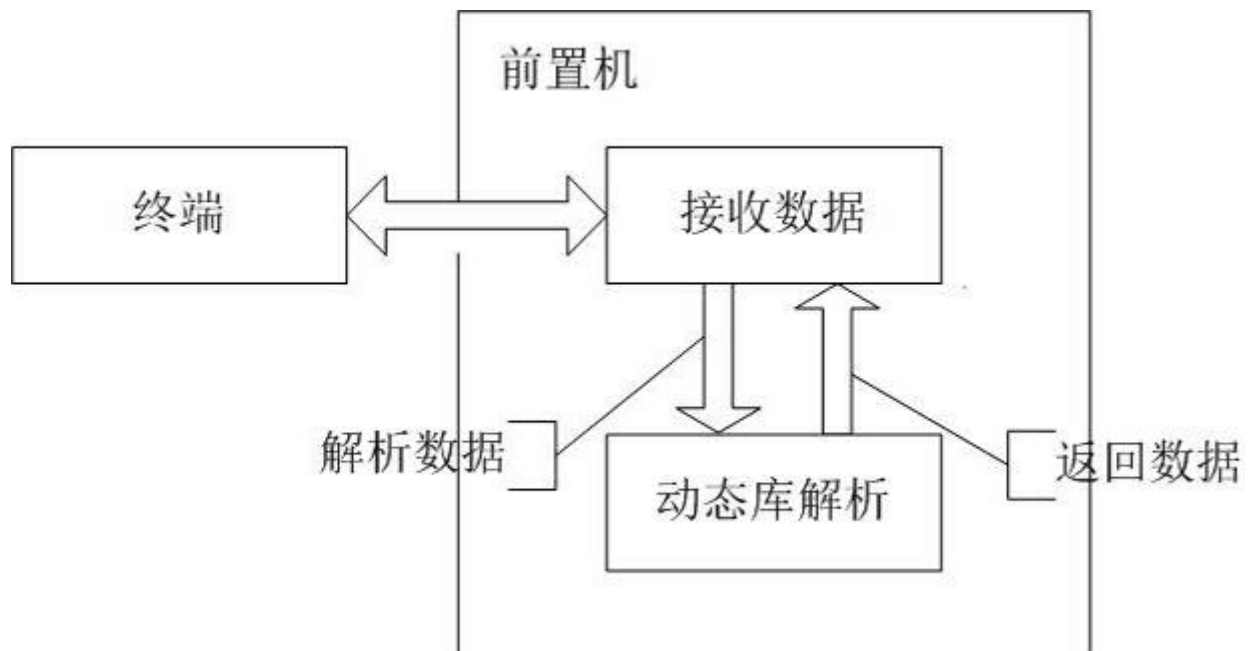 前置机
终端
接收数据
解析数据
返回数据
动态库解析